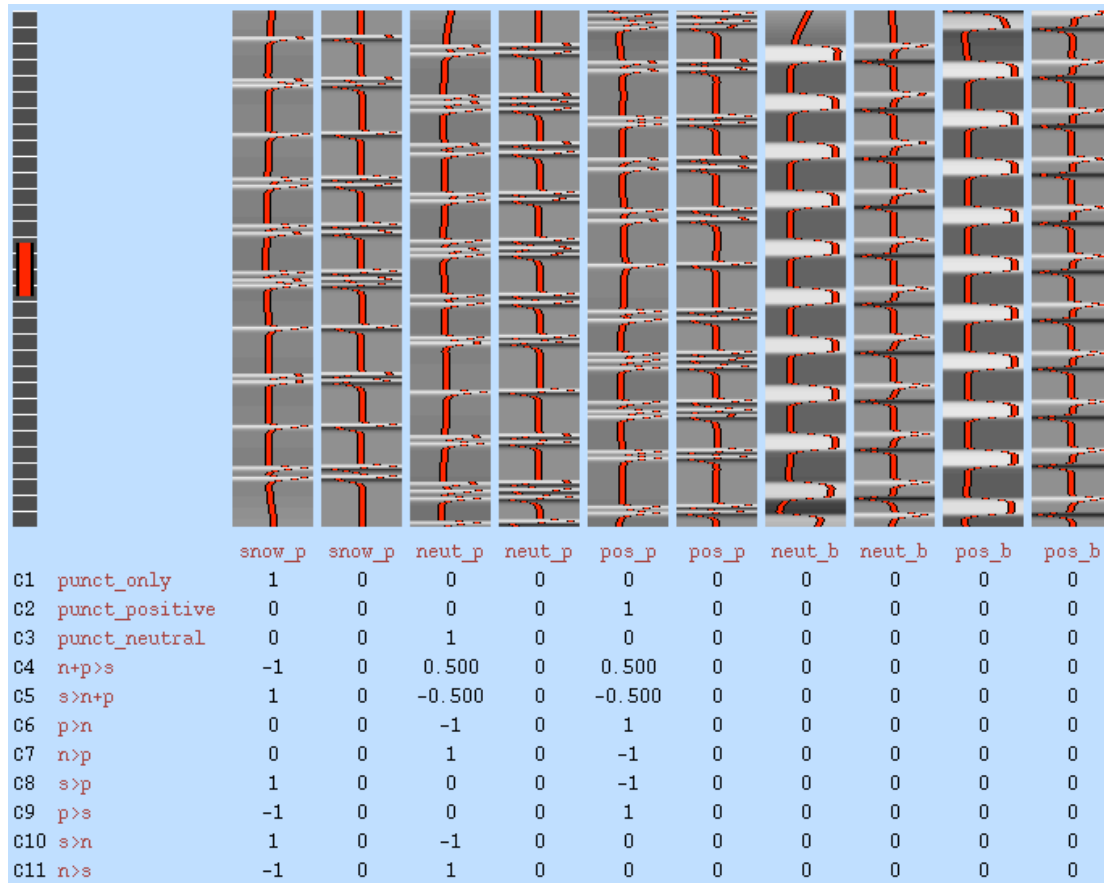 snow_p snow_p neut_p neut_p pos_p pos_p neut_b neut_b pos_b pos_b
C1 punct_only 1 0 0 0 0 0 0 0 0 0
C2 punct_positive 0 0 0 0 1 0 0 0 0 0
C3 punct_neutral 0 0 1 0 0 0 0 0 0 0
C4 n+p>s -1 0 0.500 0 0.500 0 0 0 0 0
C5 s>n+p 1 0 -0.500 0 -0.500 0 0 0 0 0
C6 p>n 0 0 -1 0 1 0 0 0 0 0
C7 n>p 0 0 1 0 -1 0 0 0 0 0
C8 s>p 1 0 0 0 -1 0 0 0 0 0
C9 p>s -1 0 0 0 1 0 0 0 0 0
C10 s>n 1 0 -1 0 0 0 0 0 0 0
C11 n>s -1 0 1 0 0 0 0 0 0 0